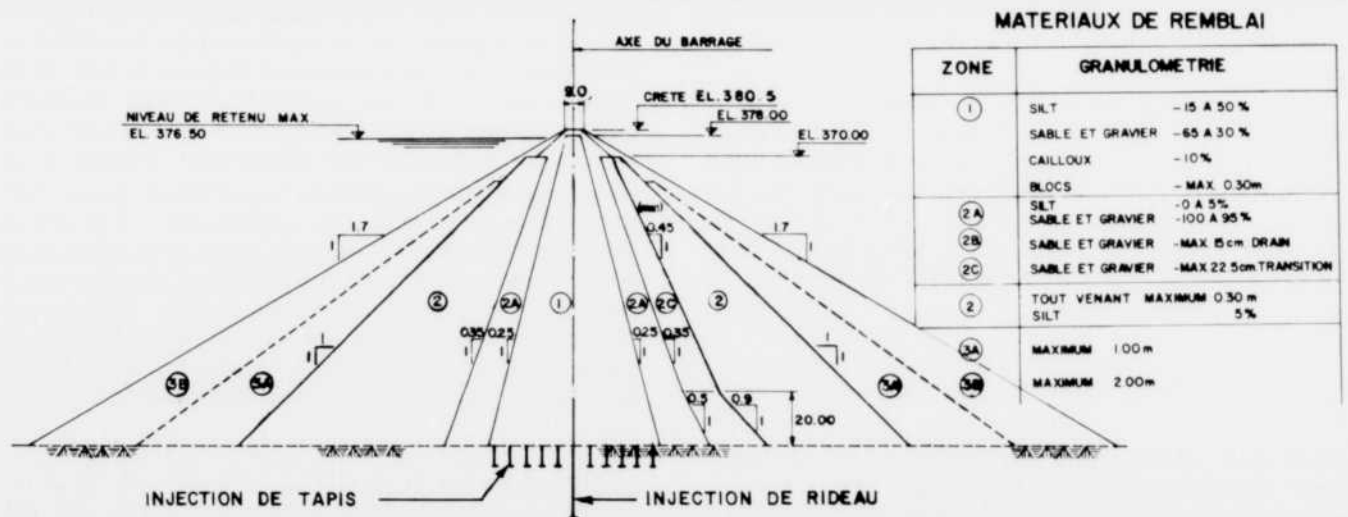 MATERIAUX DE REMBLAI
AXE DU BARRAGE
9.0
CRETE EL. 380.5
EL. 378.00
EL. 370.00
NIVEAU DE RETENU MAX
EL. 376.50
1.7
1
0.45
1
1.7
1
2
2A
1
2A
2C
2
0.35
0.25
0.25
0.35
1
1
1
1
1
1
1
1
3B
3A
3A
3B
0.5
1
0.9
1
20.00
INJECTION DE TAPIS
INJECTION DE RIDEAU
ZONE GRANULOMETRIE
1 SILT -15 A 50 %
SABLE ET GRAVIER -65 A 30 %
CAILLOUX -10%
BLOCS - MAX. 0.30m
2A SILT -0 A 5%
SABLE ET GRAVIER -100 A 95%
2B SABLE ET GRAVIER -MAX 15cm. DRAIN
2C SABLE ET GRAVIER -MAX 22.5cm.TRANSITION
2 TOUT VENANT MAXIMUM 0.30 m
SILT 5%
3A MAXIMUM 1.00m
MAXIMUM 2.00m